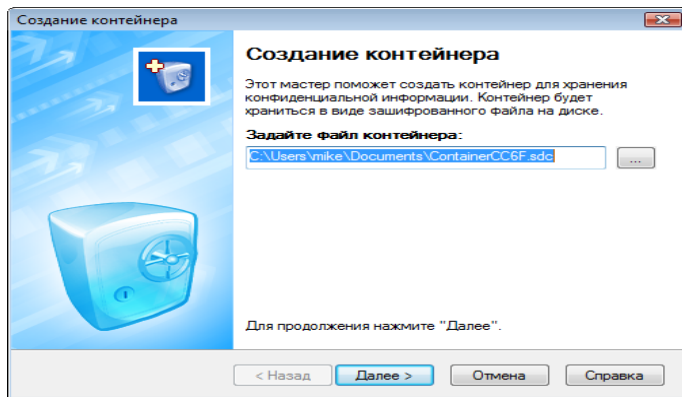 Создание контейнера
Создание контейнера
Этот мастер поможет создать контейнер для хранения
конфиденциальной информации. Контейнер будет
храниться в виде зашифрованного файла на диске.
Задайте файл контейнера:
C:\Users\mike\Documents\ContainerCC6F.sdc
...
Для продолжения нажмите "Далее".
< Назад
Далее >
Отмена
Справка